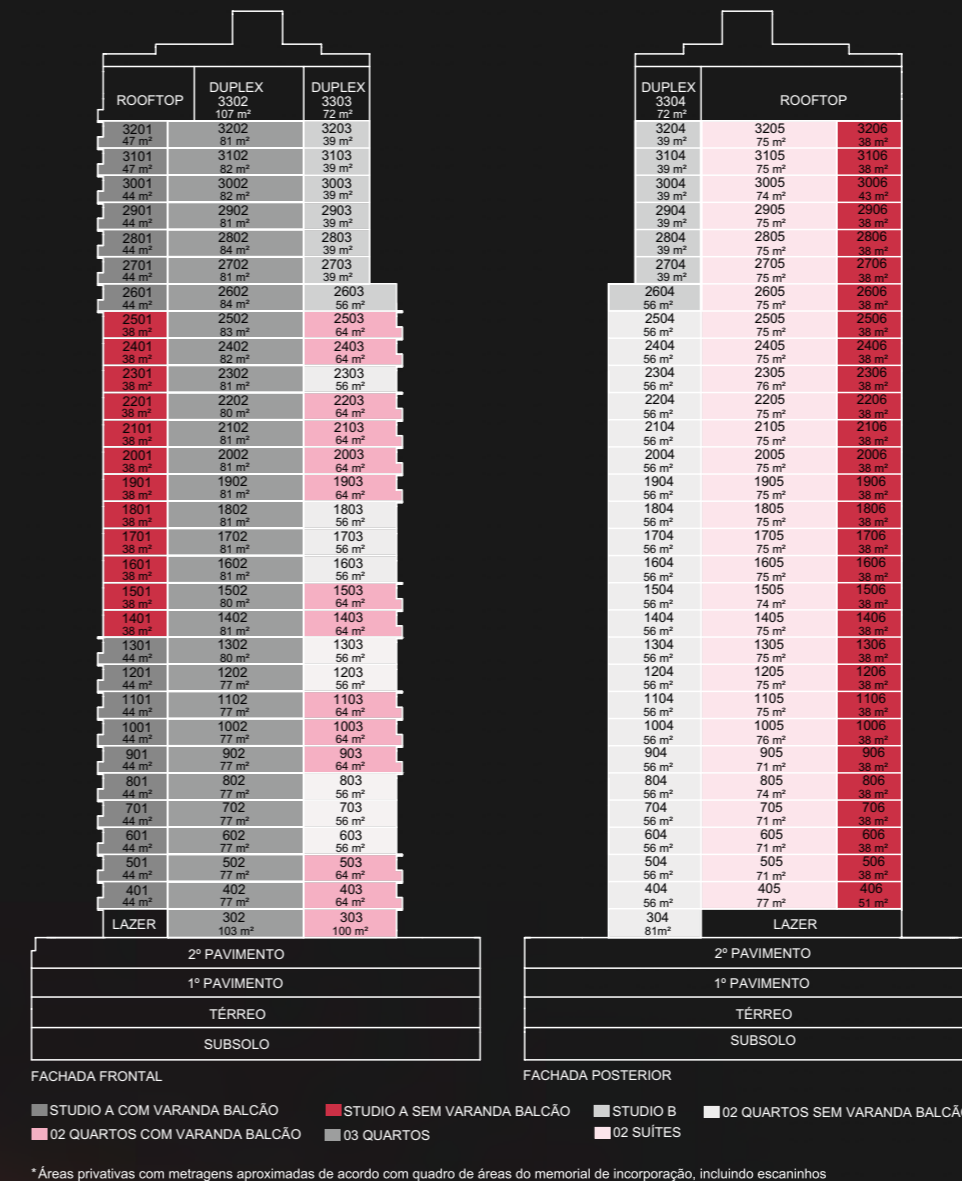 ROOFTOP
DUPLEX
3302
107 m²
DUPLEX
3303
72 m²
3201 3202 3203
47 m² 81 m² 39 m²
3101 3102 3103
47 m² 82 m² 39 m²
3001 3002 3003
44 m² 82 m² 39 m²
2901 2902 2903
44 m² 81 m² 39 m²
2801 2802 2803
44 m² 84 m² 39 m²
2701 2702 2703
44 m² 81 m² 39 m²
2601 2602 2603
44 m² 84 m² 56 m²
2501 2502 2503
38 m² 83 m² 64 m²
2401 2402 2403
38 m² 82 m² 64 m²
2301 2302 2303
38 m² 81 m² 56 m²
2201 2202 2203
38 m² 80 m² 64 m²
2101 2102 2103
38 m² 81 m² 64 m²
2001 2002 2003
38 m² 81 m² 64 m²
1901 1902 1903
38 m² 81 m² 64 m²
1801 1802 1803
38 m² 81 m² 56 m²
1701 1702 1703
38 m² 81 m² 56 m²
1601 1602 1603
38 m² 81 m² 56 m²
1501 1502 1503
38 m² 80 m² 64 m²
1401 1402 1403
38 m² 81 m² 64 m²
1301 1302 1303
44 m² 80 m² 56 m²
1201 1202 1203
44 m² 77 m² 56 m²
1101 1102 1103
44 m² 77 m² 64 m²
1001 1002 1003
44 m² 77 m² 64 m²
901 902 903
44 m² 77 m² 64 m²
801 802 803
44 m² 77 m² 56 m²
701 702 703
44 m² 77 m² 56 m²
601 602 603
44 m² 77 m² 56 m²
501 502 503
44 m² 77 m² 64 m²
401 402 403
44 m² 77 m² 64 m²
LAZER
302 303
103 m² 100 m²
2º PAVIMENTO
1º PAVIMENTO
TÉRREO
SUBSOLO
FACHADA FRONTAL
DUPLEX
3304
72 m²
ROOFTOP
3204 3205 3206
39 m² 75 m² 38 m²
3104 3105 3106
39 m² 75 m² 38 m²
3004 3005 3006
39 m² 74 m² 43 m²
2904 2905 2906
39 m² 75 m² 38 m²
2804 2805 2806
39 m² 75 m² 38 m²
2704 2705 2706
39 m² 75 m² 38 m²
2604 2605 2606
56 m² 75 m² 38 m²
2504 2505 2506
56 m² 75 m² 38 m²
2404 2405 2406
56 m² 75 m² 38 m²
2304 2305 2306
56 m² 76 m² 38 m²
2204 2205 2206
56 m² 75 m² 38 m²
2104 2105 2106
56 m² 75 m² 38 m²
2004 2005 2006
56 m² 75 m² 38 m²
1904 1905 1906
56 m² 75 m² 38 m²
1804 1805 1806
56 m² 75 m² 38 m²
1704 1705 1706
56 m² 75 m² 38 m²
1604 1605 1606
56 m² 75 m² 38 m²
1504 1505 1506
56 m² 74 m² 38 m²
1404 1405 1406
56 m² 75 m² 38 m²
1304 1305 1306
56 m² 75 m² 38 m²
1204 1205 1206
56 m² 75 m² 38 m²
1104 1105 1106
56 m² 75 m² 38 m²
1004 1005 1006
56 m² 76 m² 38 m²
904 905 906
56 m² 71 m² 38 m²
804 805 806
56 m² 74 m² 38 m²
704 705 706
56 m² 71 m² 38 m²
604 605 606
56 m² 71 m² 38 m²
504 505 506
56 m² 71 m² 38 m²
404 405 406
56 m² 77 m² 51 m²
304
81m²
LAZER
2º PAVIMENTO
1º PAVIMENTO
TÉRREO
SUBSOLO
FACHADA POSTERIOR
STUDIO A COM VARANDA BALCÃO STUDIO A SEM VARANDA BALCÃO STUDIO B 02 QUARTOS SEM VARANDA BALCÃO
02 QUARTOS COM VARANDA BALCÃO 03 QUARTOS 02 SUÍTES
*Áreas privativas com metragens aproximadas de acordo com quadro de áreas do memorial de incorporação, incluindo escaninhos